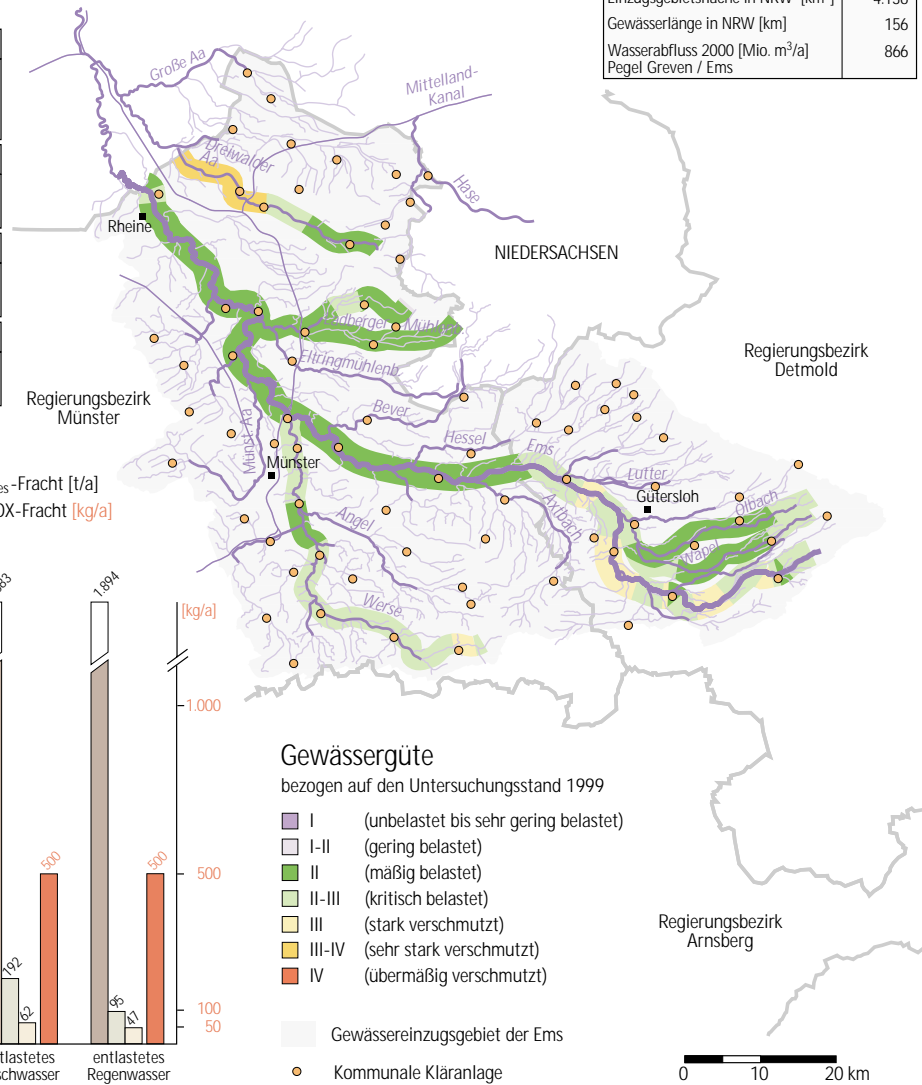 Gewässerlänge in NRW [km] 156
Wasserabfluss 2000 [Mio. m³/a] 866
Pegel Greven / Ems
Große Aa
Mittelland-
Kanal
Dreiwalder
Aa
Hase
Rheine
NIEDERSACHSEN
Ladberger Mühlenb.
Eltringmühlenb.
Regierungsbezirk
Detmold
Regierungsbezirk
Münster
Bever
Münst. Aa
Hessel
Ems
Münster
Lutter
Gütersloh
Ölbach
Axtbach
Angel
Wapel
Werse
-Fracht [t/a]
OX-Fracht [kg/a]
1.894
[kg/a]
1.000
500
500
500
192
62
95
47
100
50
entlastetes
Regenwasser
Gewässergüte
bezogen auf den Untersuchungsstand 1999
I (unbelastet bis sehr gering belastet)
I-II (gering belastet)
II (mäßig belastet)
II-III (kritisch belastet)
III (stark verschmutzt)
III-IV (sehr stark verschmutzt)
IV (übermäßig verschmutzt)
Gewässereinzugsgebiet der Ems
Kommunale Kläranlage
Regierungsbezirk
Arnsberg
0 10 20 km